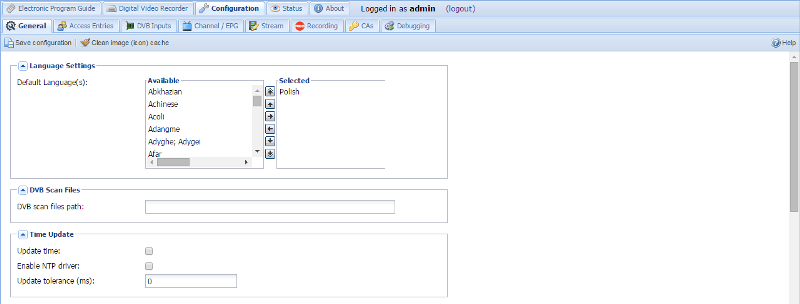 Electronic Program Guide Digital Video Recorder Configuration Status About Logged in as admin (logout)
General Access Entries DVB Inputs Channel / EPG Stream Recording CAs Debugging
Save configuration Clean image (icon) cache Help
Language Settings
Default Language(s):
Available
Abkhazian
Achinese
Acoli
Adangme
Adyghe; Adygei
Afar
Selected
Polish
DVB Scan Files
DVB scan files path:
Time Update
Update time:
Enable NTP driver:
Update tolerance (ms): 0